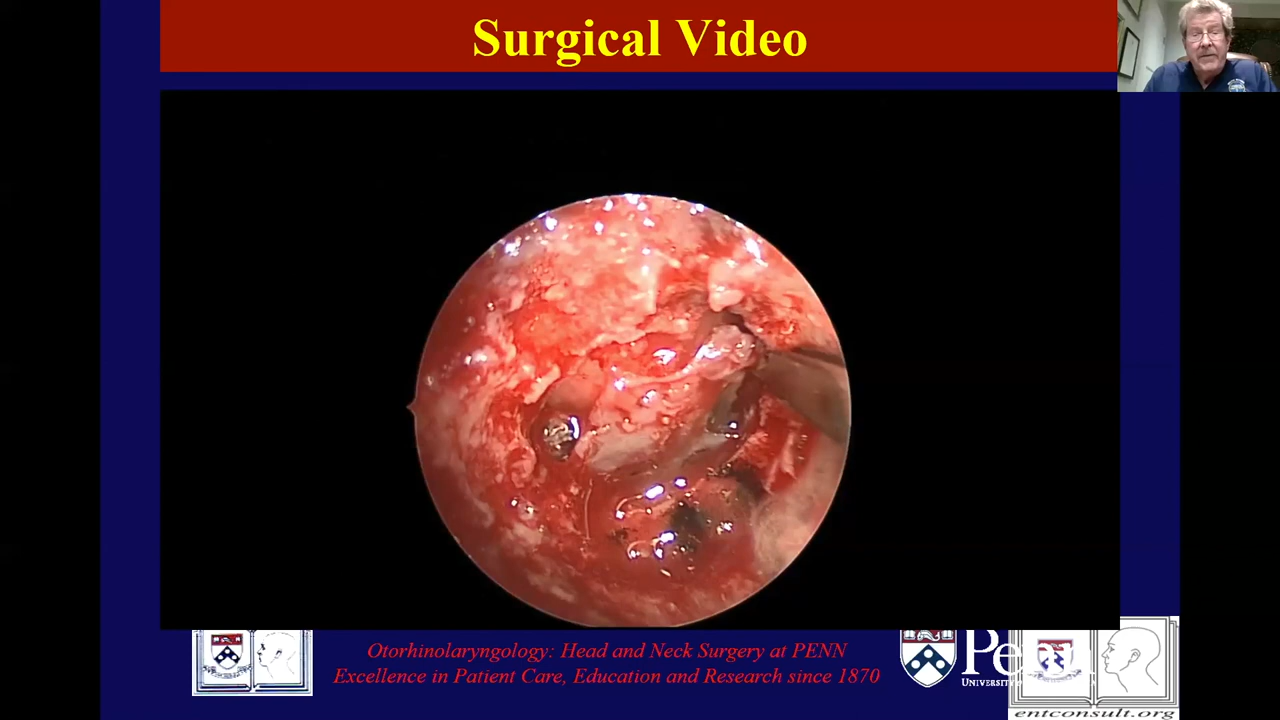 Surgical Video
Otorhinolaryngology: Head and Neck Surgery at PENN
Excellence in Patient Care, Education and Research since 1870
Penn
UNIVERSITY
entconsult.org